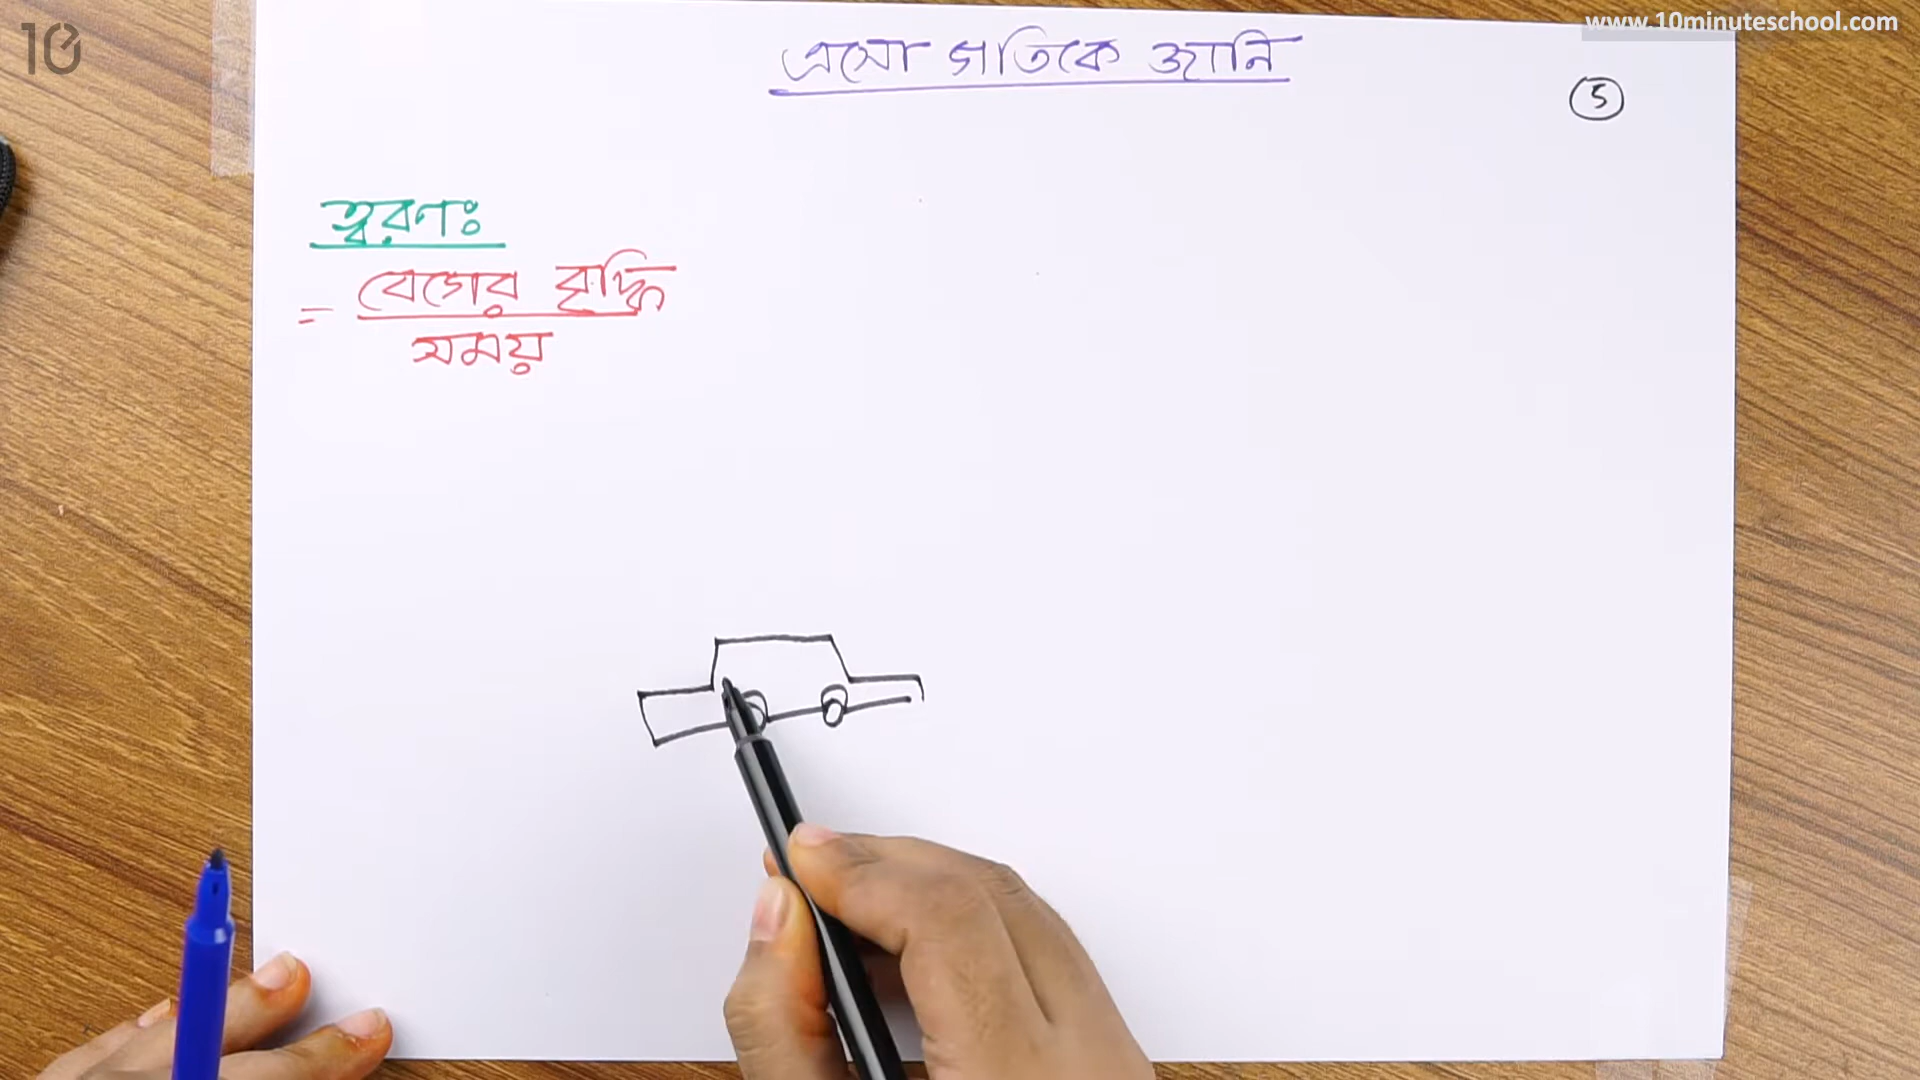 10
www.10minuteschool.com
এসো গতিকে জানি
5
ত্বরণঃ
= বেগের বৃদ্ধি
সময়